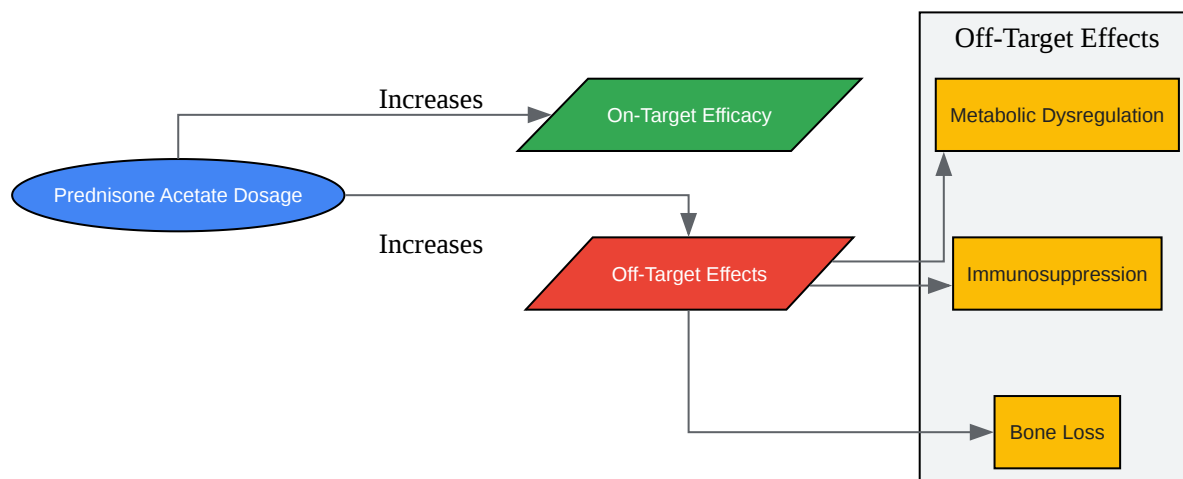 Off-Target Effects
Increases
On-Target Efficacy
Metabolic Dysregulation
Prednisone Acetate Dosage
Increases
Off-Target Effects
Immunosuppression
Bone Loss